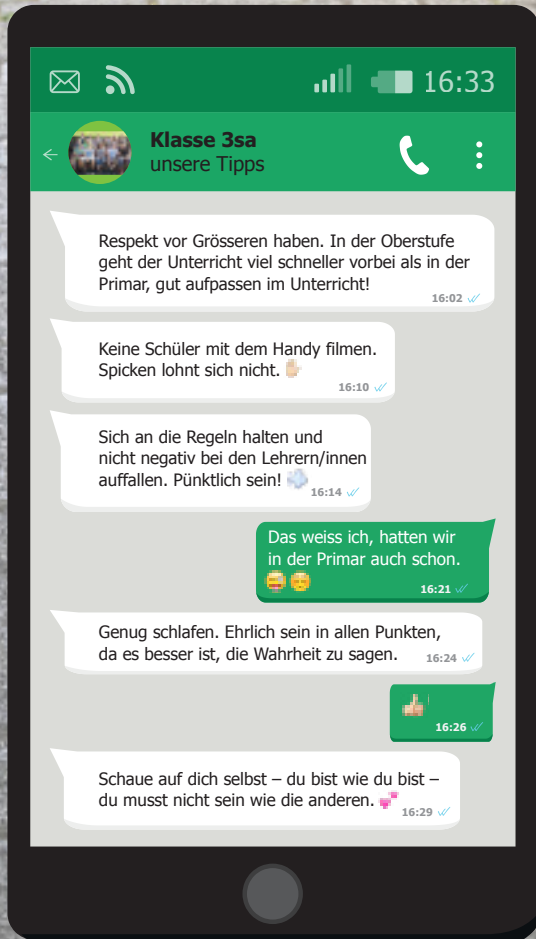 16:33
Klasse 3sa
unsere Tipps
Respekt vor Grösseren haben. In der Oberstufe
geht der Unterricht viel schneller vorbei als in der
Primar, gut aufpassen im Unterricht!
16:02
Keine Schüler mit dem Handy filmen.
Spicken lohnt sich nicht.
16:10
Sich an die Regeln halten und
nicht negativ bei den Lehrern/innen
auffallen. Pünktlich sein!
16:14
Das weiss ich, hatten wir
in der Primar auch schon.
16:21
Genug schlafen. Ehrlich sein in allen Punkten,
da es besser ist, die Wahrheit zu sagen.
16:24
16:26
Schaue auf dich selbst – du bist wie du bist –
du musst nicht sein wie die anderen.
16:29